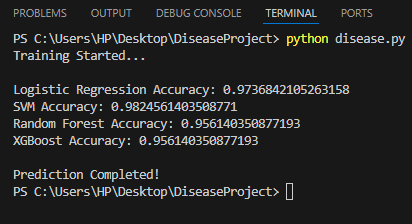 PROBLEMS OUTPUT DEBUG CONSOLE TERMINAL PORTS
PS C:\Users\HP\Desktop\DiseaseProject> python disease.py
Training Started...
Logistic Regression Accuracy: 0.9736842105263158
SVM Accuracy: 0.9824561403508771
Random Forest Accuracy: 0.956140350877193
XGBoost Accuracy: 0.956140350877193
Prediction Completed!
PS C:\Users\HP\Desktop\DiseaseProject>